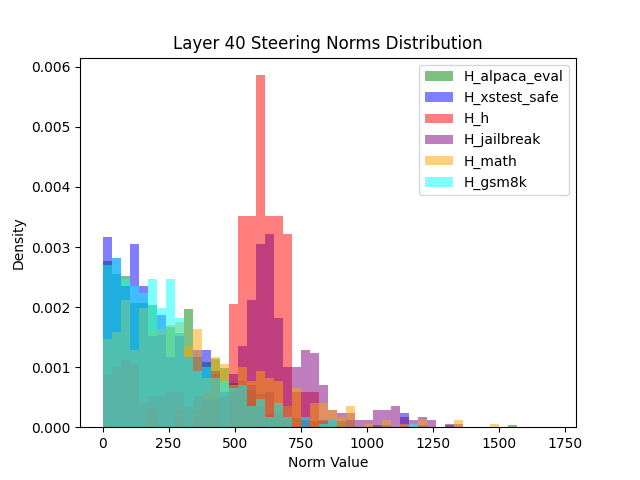 Layer 40 Steering Norms Distribution
0.006
0.005
0.004
0.003
0.002
0.001
0.000
Density
H_alpaca_eval
H_xstest_safe
H_h
H_jailbreak
H_math
H_gsm8k
0 250 500 750 1000 1250 1500 1750
Norm Value